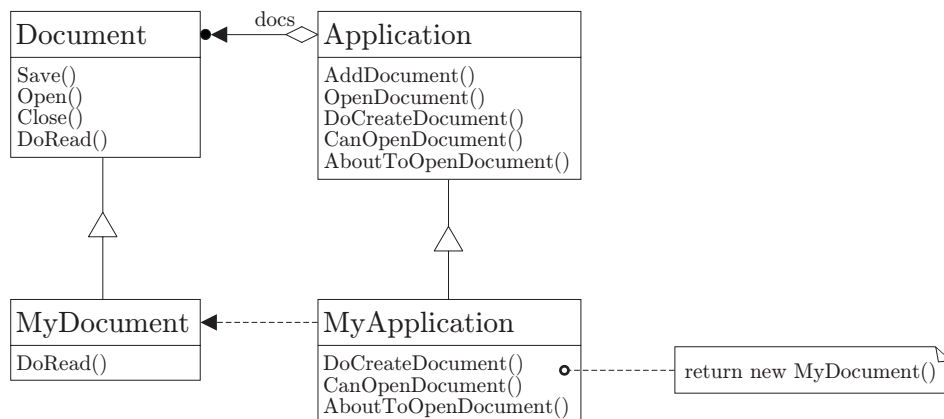 docs
Document
Save()
Open()
Close()
DoRead()
Application
AddDocument()
OpenDocument()
DoCreateDocument()
CanOpenDocument()
AboutToOpenDocument()
MyDocument
DoRead()
MyApplication
DoCreateDocument()
CanOpenDocument()
AboutToOpenDocument()
return new MyDocument()